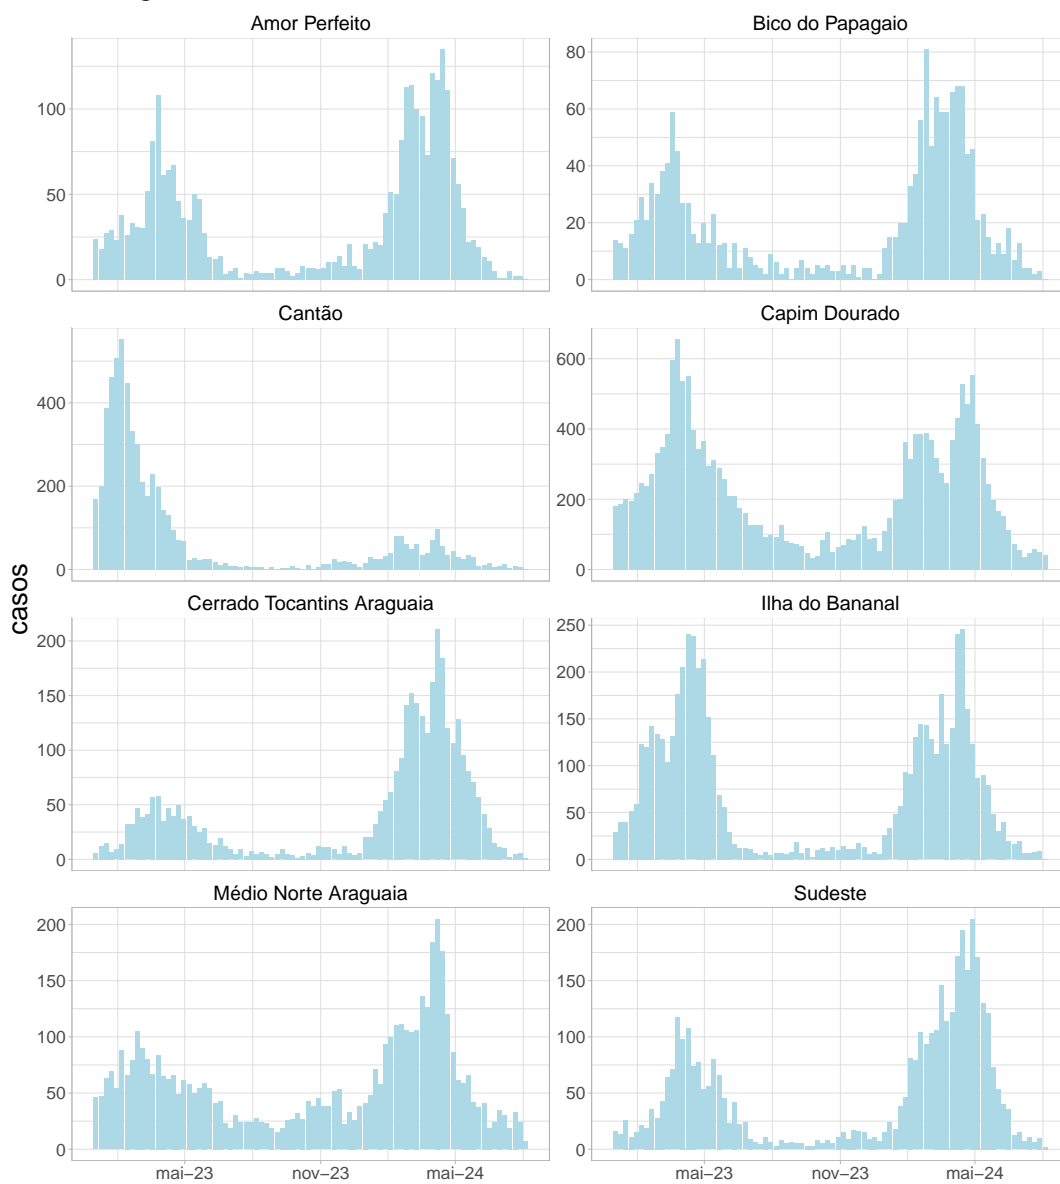 Amor Perfeito
Bico do Papagaio
100
50
0
80
60
40
20
0
Cantão
Capim Dourado
400
200
0
600
400
200
0
casos
Cerrado Tocantins Araguaia
Ilha do Bananal
200
150
100
50
0
250
200
150
100
50
0
Médio Norte Araguaia
Sudeste
200
150
100
50
0
200
150
100
50
0
mai−23
nov−23
mai−24
mai−23
nov−23
mai−24